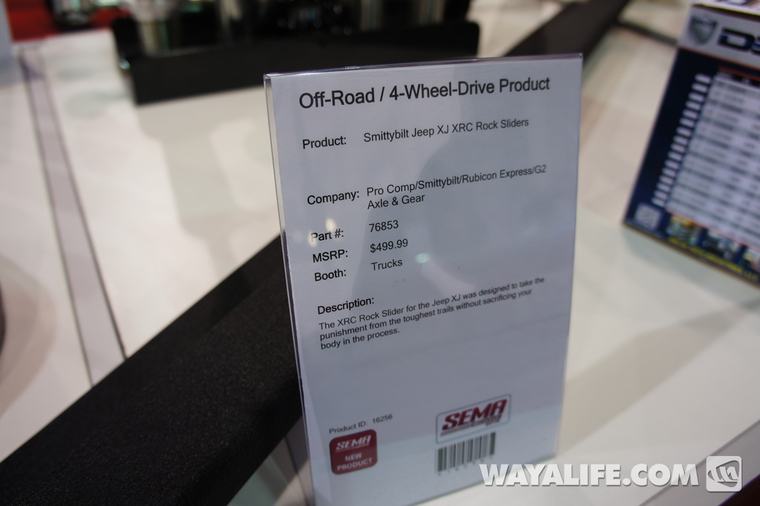 Off-Road / 4-Wheel-Drive Product
Product: Smittybilt Jeep XJ XRC Rock Sliders
Company: Pro Comp/Smittybilt/Rubicon Express/G2
Axle & Gear
Part #: 76853
MSRP: $499.99
Booth: Trucks
Description:
The XRC Rock Slider for the Jeep XJ was designed to take the
punishment from the toughest trails without sacrificing your
body in the process.
Product ID: 16256
SEMA
NEW
PRODUCT
SEMA
WAYALIFE.COM